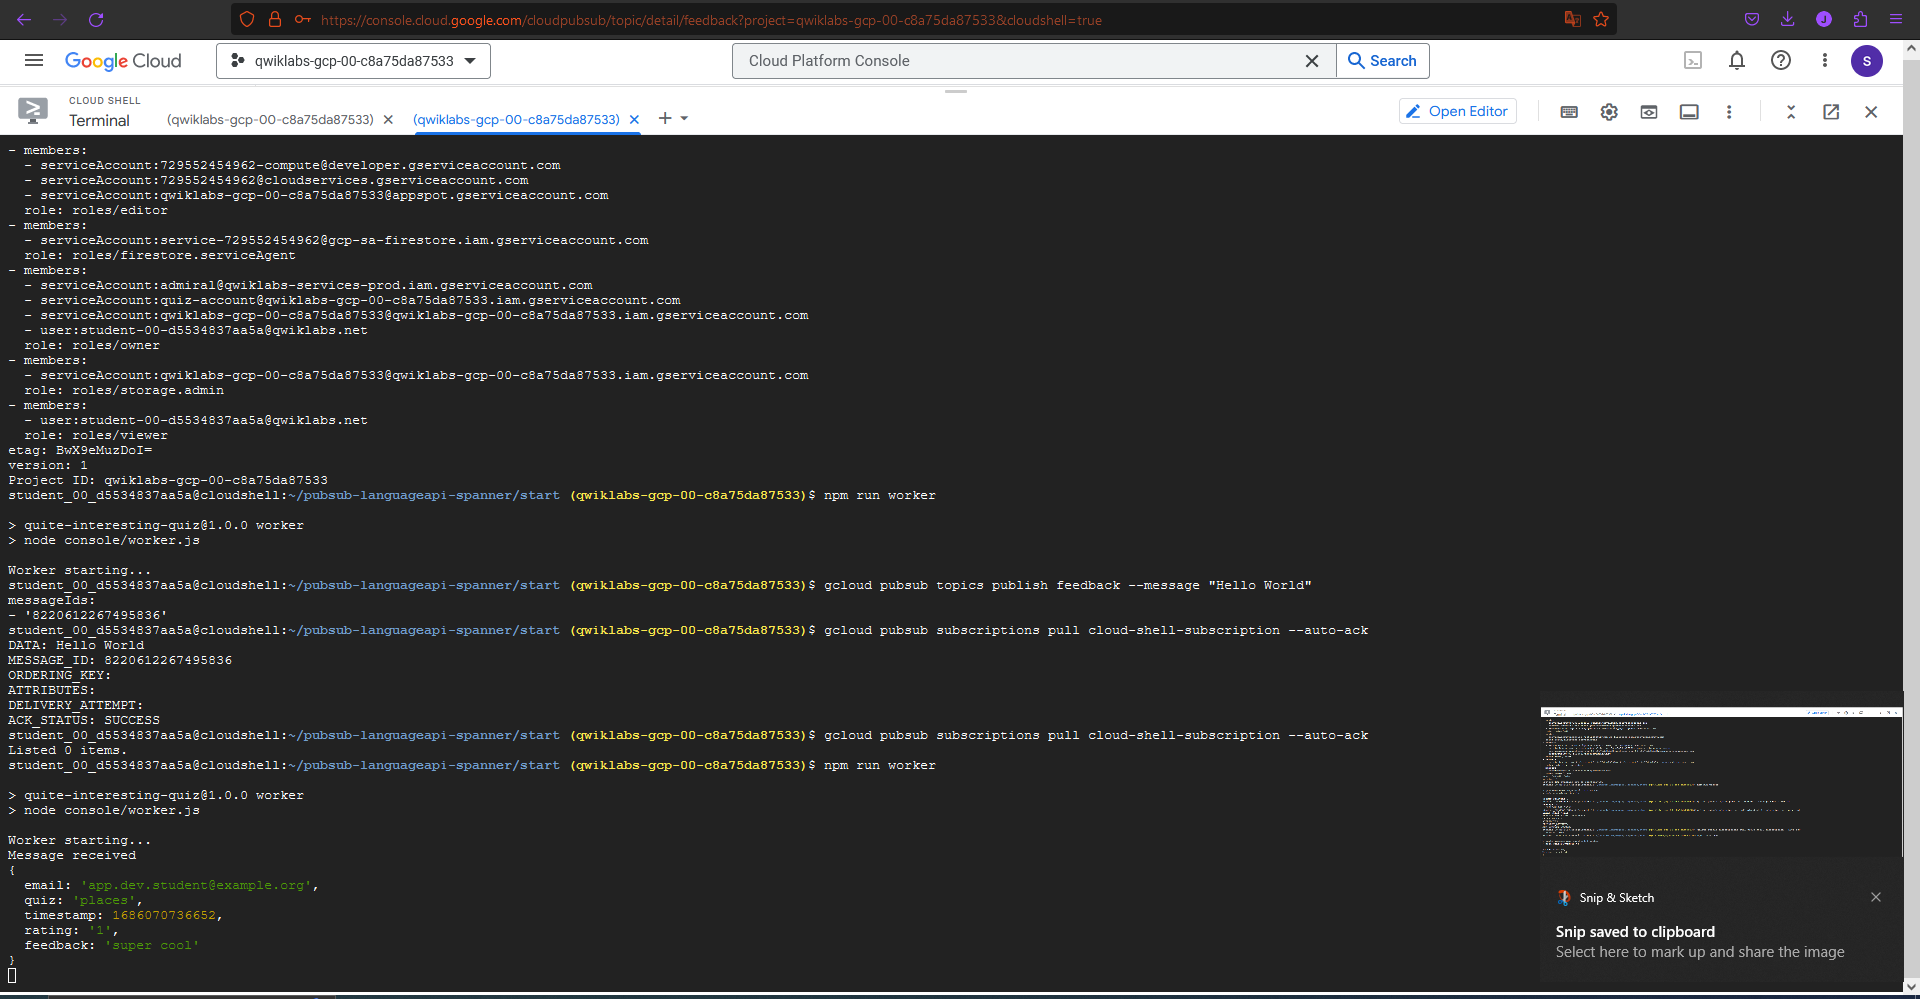 https://console.cloud.google.com/cloudpubsub/topic/detail/feedback?project=qwiklabs-gcp-00-c8a75da87533&cloudshell=true
Google Cloud
qwiklabs-gcp-00-c8a75da87533
Cloud Platform Console
Search
S
CLOUD SHELL
Terminal
(qwiklabs-gcp-00-c8a75da87533)
(qwiklabs-gcp-00-c8a75da87533)
Open Editor
- members:
  - serviceAccount:729552454962-compute@developer.gserviceaccount.com
  - serviceAccount:729552454962@cloudservices.gserviceaccount.com
  - serviceAccount:qwiklabs-gcp-00-c8a75da87533@appspot.gserviceaccount.com
  role: roles/editor
- members:
  - serviceAccount:service-729552454962@gcp-sa-firestore.iam.gserviceaccount.com
  role: roles/firestore.serviceAgent
- members:
  - serviceAccount:admiral@qwiklabs-services-prod.iam.gserviceaccount.com
  - serviceAccount:quiz-account@qwiklabs-gcp-00-c8a75da87533.iam.gserviceaccount.com
  - serviceAccount:qwiklabs-gcp-00-c8a75da87533@qwiklabs-gcp-00-c8a75da87533.iam.gserviceaccount.com
  - user:student-00-d5534837aa5a@qwiklabs.net
  role: roles/owner
- members:
  - serviceAccount:qwiklabs-gcp-00-c8a75da87533@qwiklabs-gcp-00-c8a75da87533.iam.gserviceaccount.com
  role: roles/storage.admin
- members:
  - user:student-00-d5534837aa5a@qwiklabs.net
  role: roles/viewer
etag: BwX9eMuzDoI=
version: 1
Project ID: qwiklabs-gcp-00-c8a75da87533
student_00_d5534837aa5a@cloudshell:~/pubsub-languageapi-spanner/start (qwiklabs-gcp-00-c8a75da87533)$ npm run worker
> quite-interesting-quiz@1.0.0 worker
> node console/worker.js
Worker starting...
student_00_d5534837aa5a@cloudshell:~/pubsub-languageapi-spanner/start (qwiklabs-gcp-00-c8a75da87533)$ gcloud pubsub topics publish feedback --message "Hello World"
messageIds:
- '8220612267495836'
student_00_d5534837aa5a@cloudshell:~/pubsub-languageapi-spanner/start (qwiklabs-gcp-00-c8a75da87533)$ gcloud pubsub subscriptions pull cloud-shell-subscription --auto-ack
DATA: Hello World
MESSAGE_ID: 8220612267495836
ORDERING_KEY:
ATTRIBUTES:
DELIVERY_ATTEMPT:
ACK_STATUS: SUCCESS
student_00_d5534837aa5a@cloudshell:~/pubsub-languageapi-spanner/start (qwiklabs-gcp-00-c8a75da87533)$ gcloud pubsub subscriptions pull cloud-shell-subscription --auto-ack
Listed 0 items.
student_00_d5534837aa5a@cloudshell:~/pubsub-languageapi-spanner/start (qwiklabs-gcp-00-c8a75da87533)$ npm run worker
> quite-interesting-quiz@1.0.0 worker
> node console/worker.js
Worker starting...
Message received
{
  email: 'app.dev.student@example.org',
  quiz: 'places',
  timestamp: 1686070736652,
  rating: '1',
  feedback: 'super cool'
}
Snip & Sketch
Snip saved to clipboard
Select here to mark up and share the image